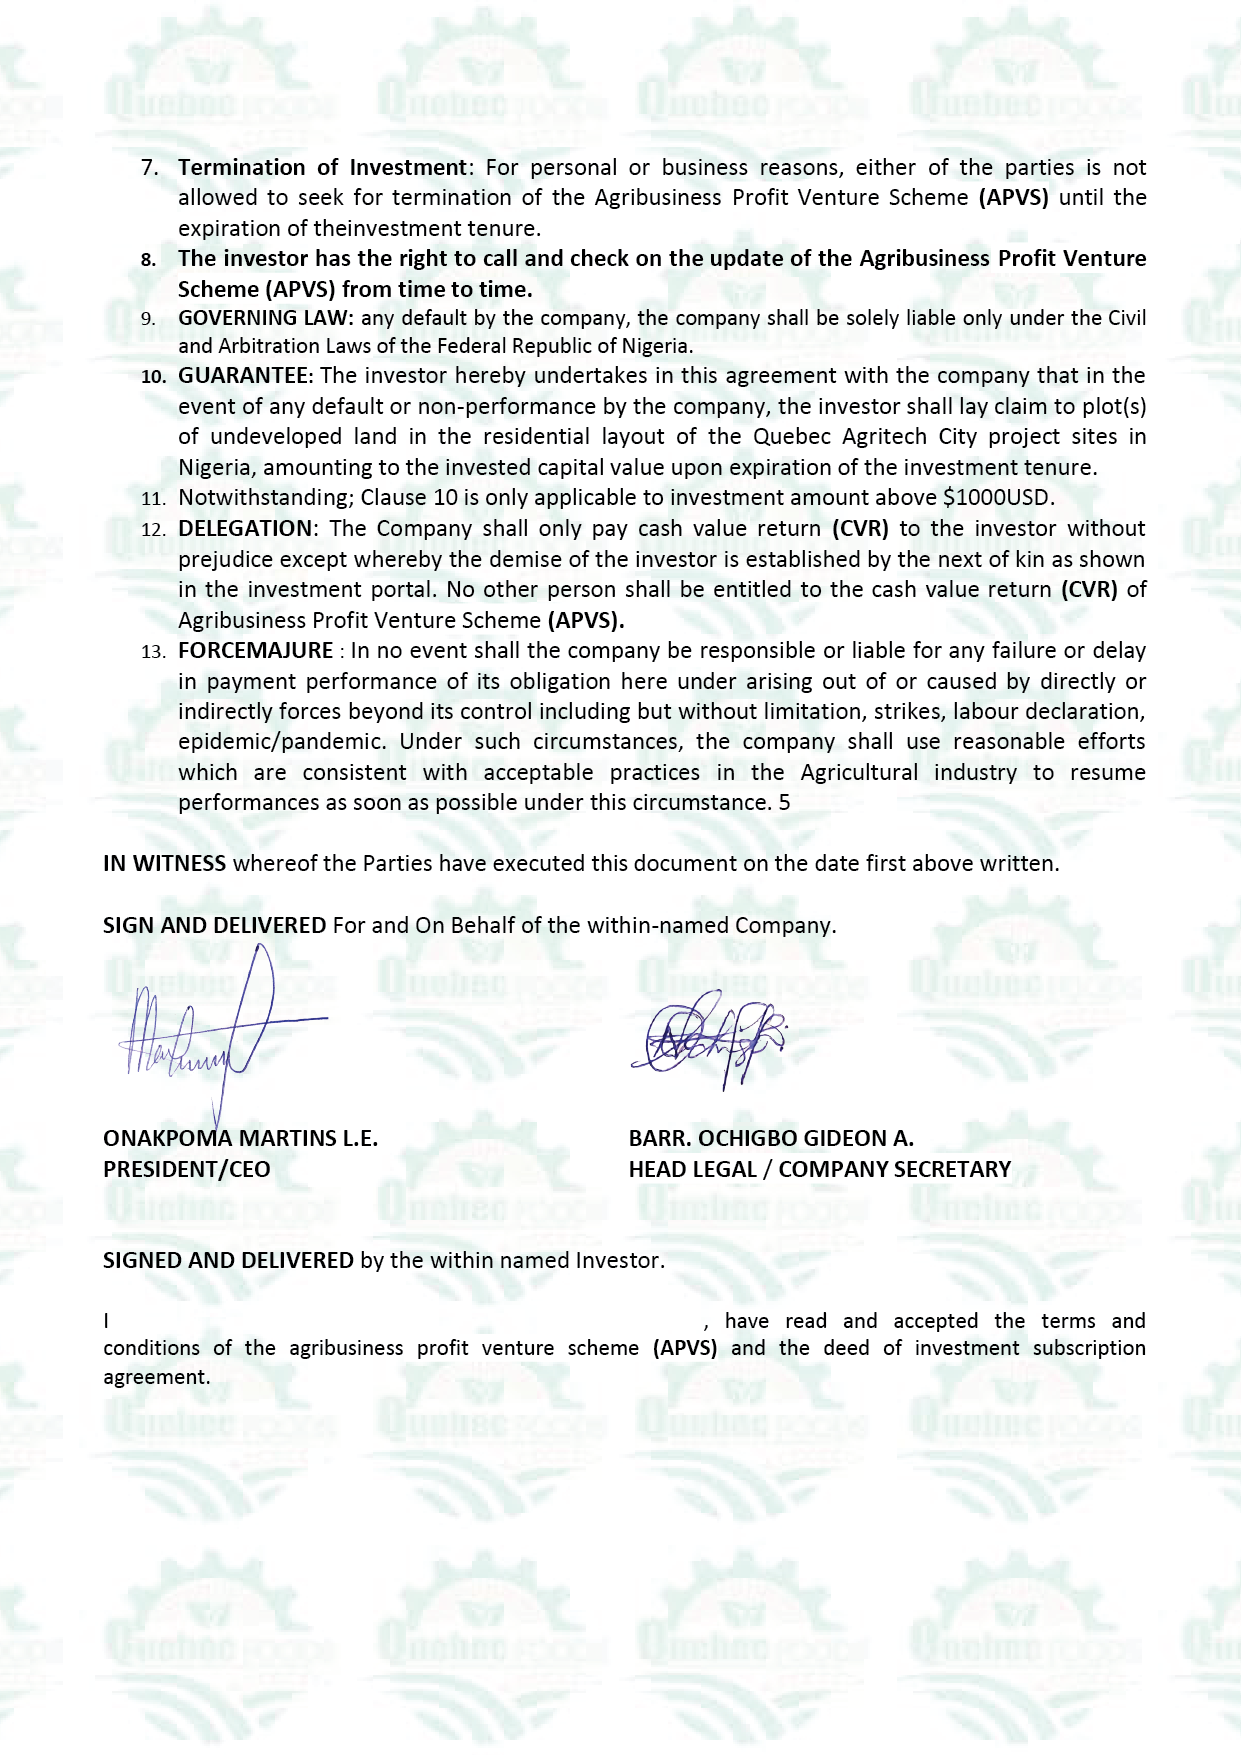 7. Termination of Investment: For personal or business reasons, either of the parties is not
allowed to seek for termination of the Agribusiness Profit Venture Scheme (APVS) until the
expiration of theinvestment tenure.
8. The investor has the right to call and check on the update of the Agribusiness Profit Venture
Scheme (APVS) from time to time.
9. GOVERNING LAW: any default by the company, the company shall be solely liable only under the Civil
and Arbitration Laws of the Federal Republic of Nigeria.
10. GUARANTEE: The investor hereby undertakes in this agreement with the company that in the
event of any default or non-performance by the company, the investor shall lay claim to plot(s)
of undeveloped land in the residential layout of the Quebec Agritech City project sites in
Nigeria, amounting to the invested capital value upon expiration of the investment tenure.
11. Notwithstanding; Clause 10 is only applicable to investment amount above $1000USD.
12. DELEGATION: The Company shall only pay cash value return (CVR) to the investor without
prejudice except whereby the demise of the investor is established by the next of kin as shown
in the investment portal. No other person shall be entitled to the cash value return (CVR) of
Agribusiness Profit Venture Scheme (APVS).
13. FORCEMAJURE : In no event shall the company be responsible or liable for any failure or delay
in payment performance of its obligation here under arising out of or caused by directly or
indirectly forces beyond its control including but without limitation, strikes, labour declaration,
epidemic/pandemic. Under such circumstances, the company shall use reasonable efforts
which are consistent with acceptable practices in the Agricultural industry to resume
performances as soon as possible under this circumstance. 5
IN WITNESS whereof the Parties have executed this document on the date first above written.
SIGN AND DELIVERED For and On Behalf of the within-named Company.
ONAKPOMA MARTINS L.E. BARR. OCHIGBO GIDEON A.
PRESIDENT/CEO HEAD LEGAL / COMPANY SECRETARY
SIGNED AND DELIVERED by the within named Investor.
I , have read and accepted the terms and
conditions of the agribusiness profit venture scheme (APVS) and the deed of investment subscription
agreement.